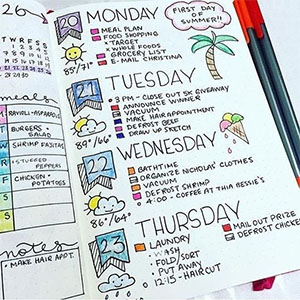 26
T W R F S
meals
M RAVIOLI + ASPARAGUS
T BURGERS + SALAD
W SHRIMP FAJITAS
R STUFFED PEPPERS
F CHICKEN + POTATOES
S
S
notes
• MAKE HAIR APPT.
20
MONDAY
FIRST DAY OF SUMMER!!
MEAL PLAN
FOOD SHOPPING
* TARGET
* WHOLE FOODS
GROCERY LIST
E-MAIL CHRISTINA
85°/71°
21
TUESDAY
• 3 PM - CLOSE OUT 5K GIVEAWAY
ANNOUNCE WINNER
VACUUM
MAKE HAIR APPOINTMENT
DEFROST BEEF
DRAW UP SKETCH
89°/66°
22
WEDNESDAY
BATHTIME
ORGANIZE NICHOLAS' CLOTHES
VACUUM
DEFROST SHRIMP
• 4:00 - COFFEE AT THIA BESSIE'S
86°/64°
23
THURSDAY
LAUNDRY
• WASH
• FOLD/SORT
• PUT AWAY
12:15 - HAIRCUT
MAIL OUT PRIZE
DEFROST CHICKEN